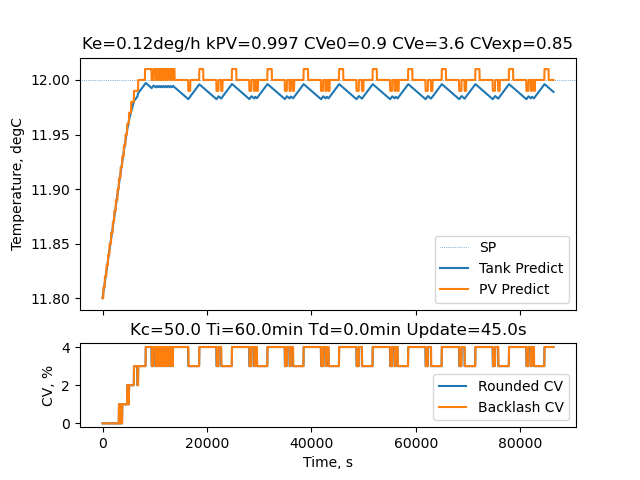 Ke=0.12deg/h kPV=0.997 CVe0=0.9 CVe=3.6 CVexp=0.85
12.00
11.95
11.90
11.85
11.80
Temperature, degC
SP
Tank Predict
PV Predict
Kc=50.0 Ti=60.0min Td=0.0min Update=45.0s
4
2
0
CV, %
Rounded CV
Backlash CV
0 20000 40000 60000 80000
Time, s